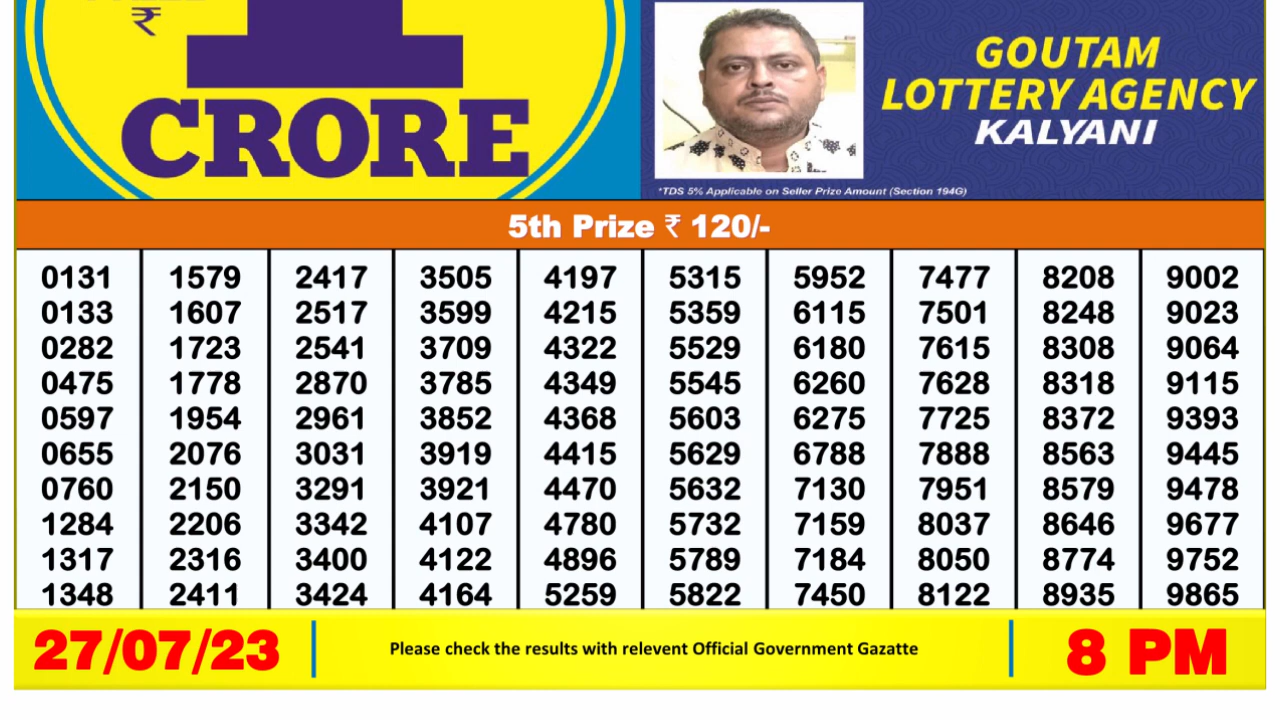 ₹
1
CRORE
GOUTAM
LOTTERY AGENCY
KALYANI
*TDS 5% Applicable on Seller Prize Amount (Section 194G)
5th Prize ₹ 120/-
0131 1579 2417 3505 4197 5315 5952 7477 8208 9002
0133 1607 2517 3599 4215 5359 6115 7501 8248 9023
0282 1723 2541 3709 4322 5529 6180 7615 8308 9064
0475 1778 2870 3785 4349 5545 6260 7628 8318 9115
0597 1954 2961 3852 4368 5603 6275 7725 8372 9393
0655 2076 3031 3919 4415 5629 6788 7888 8563 9445
0760 2150 3291 3921 4470 5632 7130 7951 8579 9478
1284 2206 3342 4107 4780 5732 7159 8037 8646 9677
1317 2316 3400 4122 4896 5789 7184 8050 8774 9752
1348 2411 3424 4164 5259 5822 7450 8122 8935 9865
27/07/23
Please check the results with relevent Official Government Gazatte
8 PM